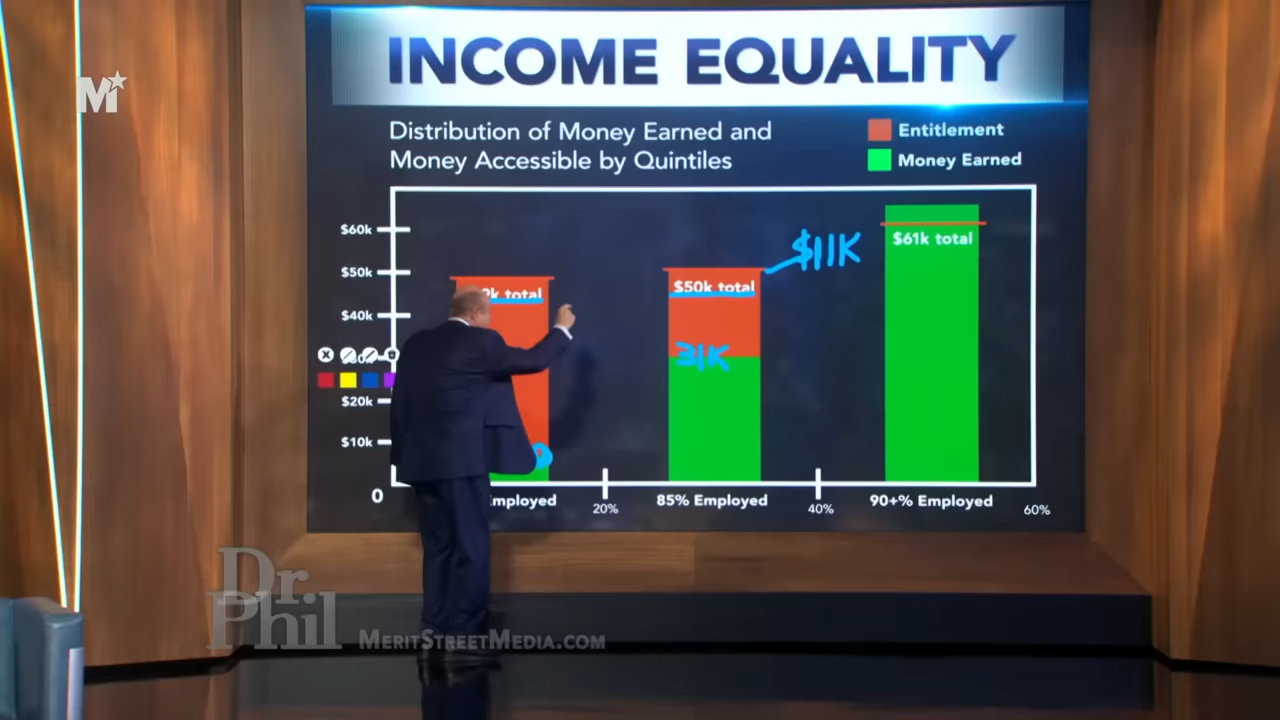 M
INCOME EQUALITY
Distribution of Money Earned and
Money Accessible by Quintiles
Entitlement
Money Earned
$60k
$50k
$40k
$20k
$10k
0
total
$50k total
$11K
31K
$61k total
85% Employed
90+% Employed
20%
40%
60%
Dr.
Phil
MERITSTREETMEDIA.COM